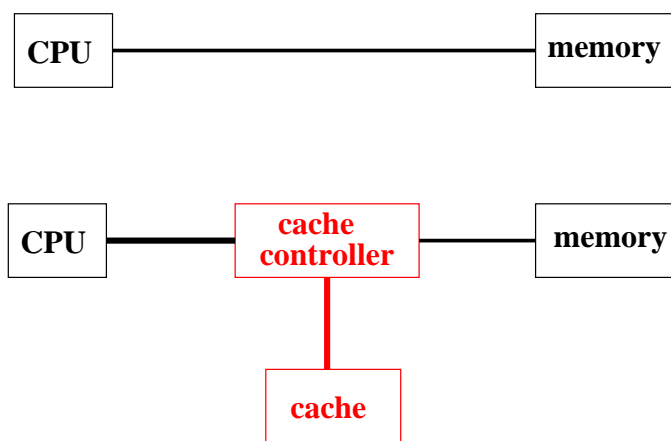 CPU
memory
CPU
cache
controller
memory
cache